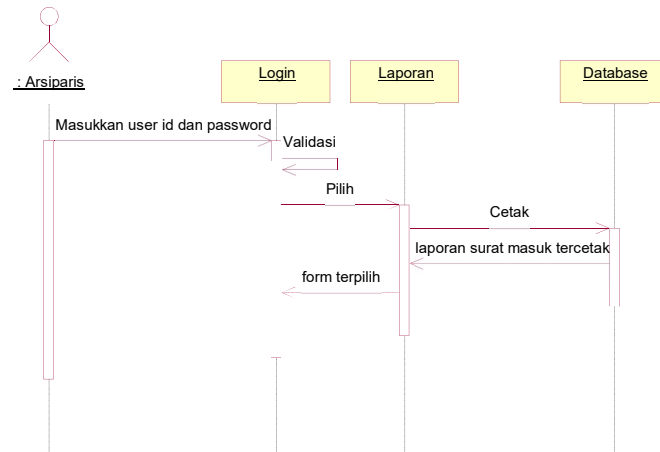 : Arsiparis
Login
Laporan
Database
Masukkan user id dan password
Validasi
Pilih
Cetak
laporan surat masuk tercetak
form terpilih